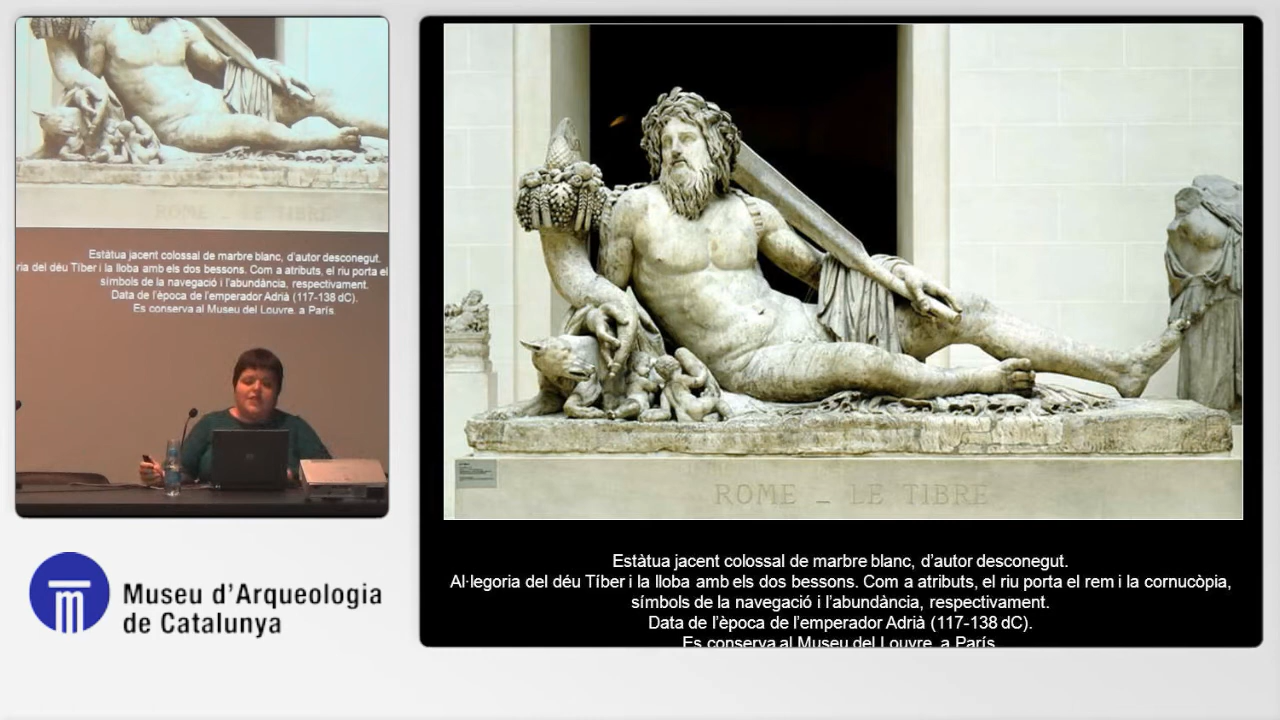 ROME _ LE TIBRE
Estàtua jacent colossal de marbre blanc, d'autor desconegut.
ria del déu Tíber i la lloba amb els dos bessons. Com a atributs, el riu porta el
símbols de la navegació i l'abundància, respectivament.
Data de l'època de l'emperador Adrià (117-138 dC).
Es conserva al Museu del Louvre, a París.
Museu d'Arqueologia
de Catalunya
ROME _ LE TIBRE
Estàtua jacent colossal de marbre blanc, d'autor desconegut.
Al·legoria del déu Tíber i la lloba amb els dos bessons. Com a atributs, el riu porta el rem i la cornucòpia,
símbols de la navegació i l'abundància, respectivament.
Data de l'època de l'emperador Adrià (117-138 dC).
Es conserva al Museu del Louvre, a París.